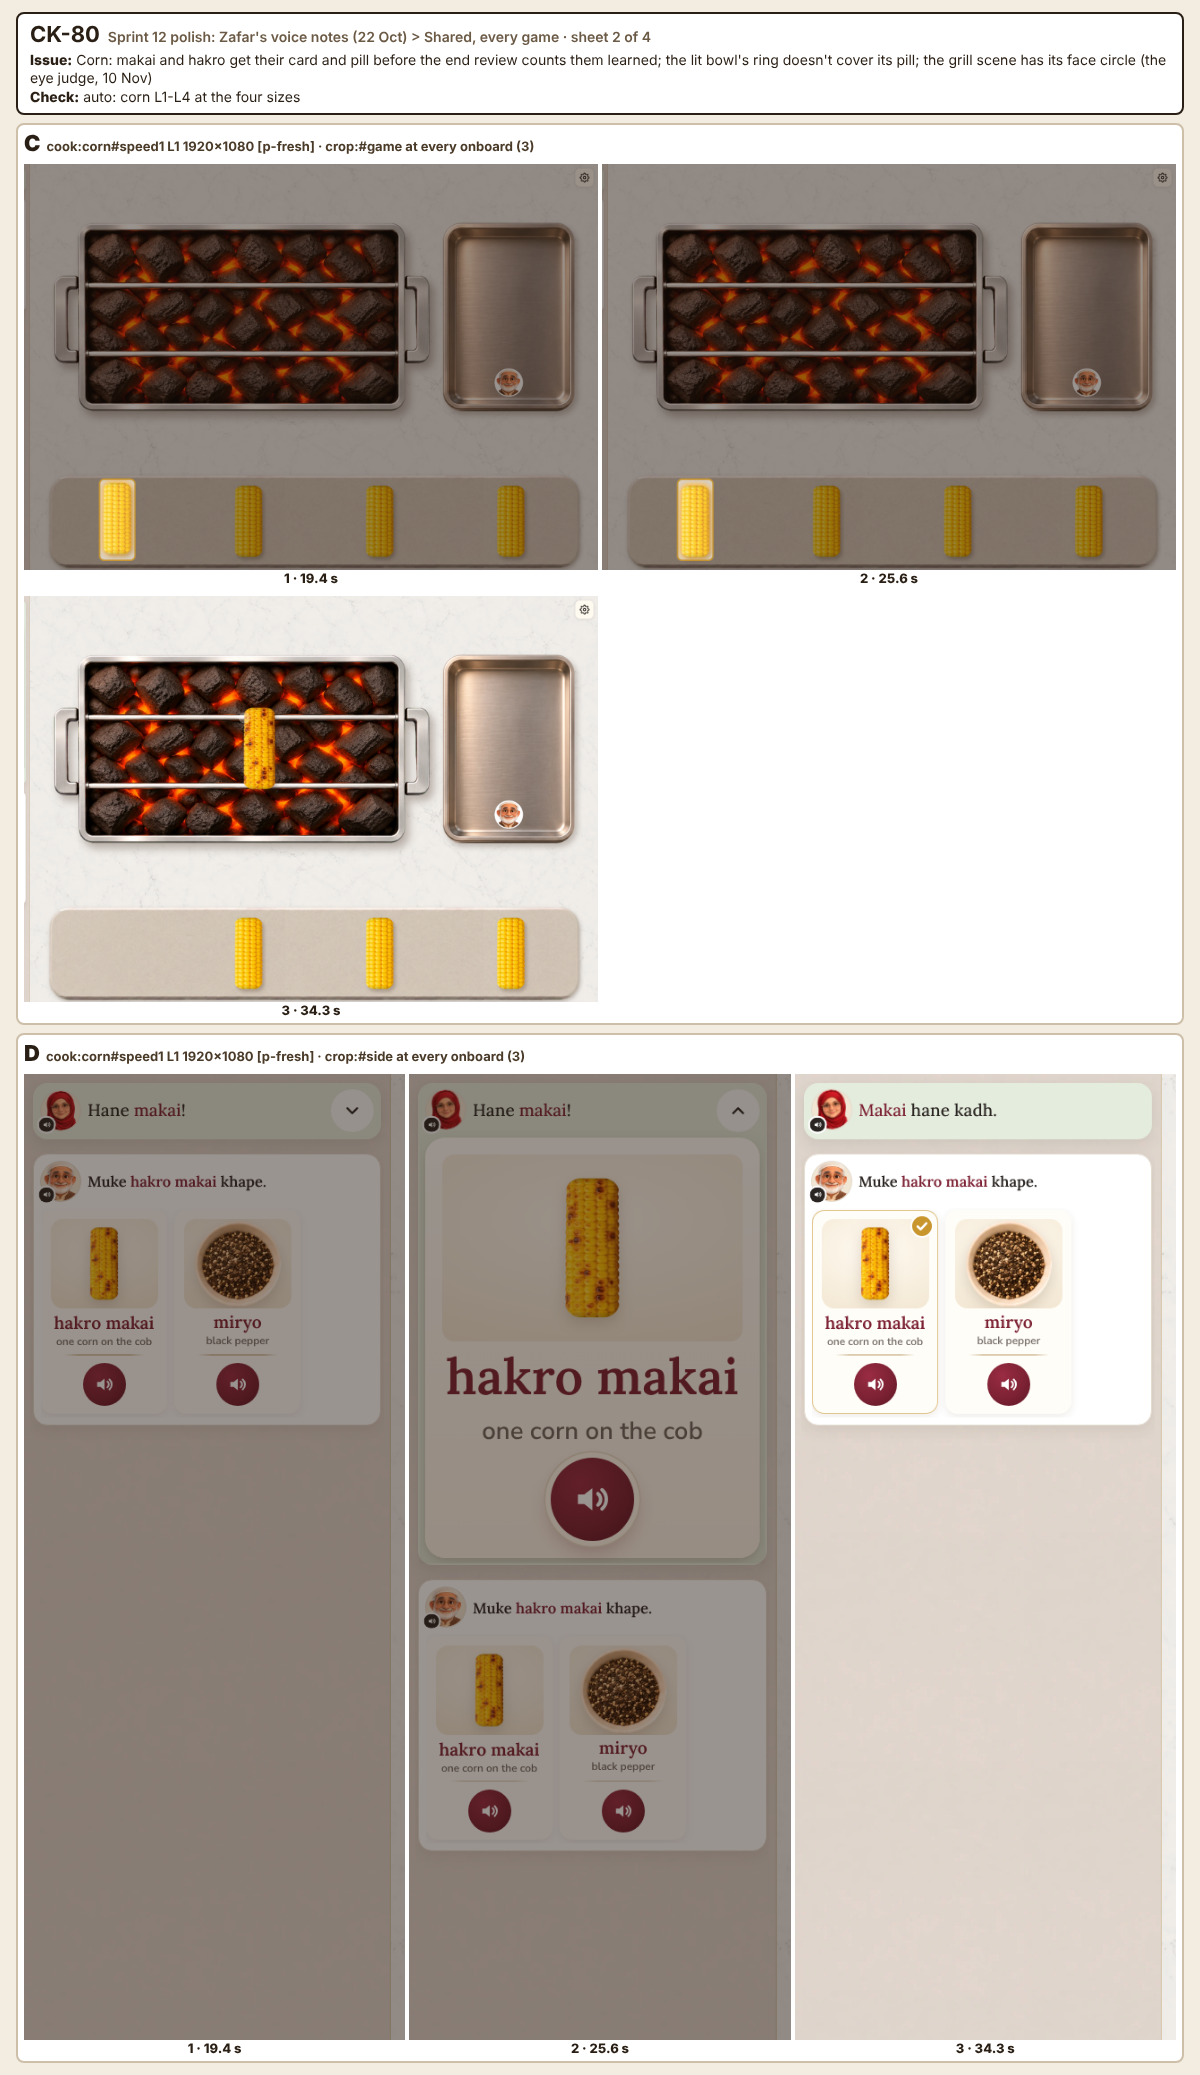 CK-80 Sprint 12 polish: Zafar's voice notes (22 Oct) > Shared, every game · sheet 2 of 4
Issue: Corn: makai and hakro get their card and pill before the end review counts them learned; the lit bowl's ring doesn't cover its pill; the grill scene has its face circle (the
eye judge, 10 Nov)
Check: auto: corn L1-L4 at the four sizes
C cook:corn#speed1 L1 1920×1080 [p-fresh] · crop:#game at every onboard (3)
1 · 19.4 s
2 · 25.6 s
3 · 34.3 s
D cook:corn#speed1 L1 1920×1080 [p-fresh] · crop:#side at every onboard (3)
Hane makai!
Muke hakro makai khape.
hakro makai
one corn on the cob
miryo
black pepper
1 · 19.4 s
Hane makai!
hakro makai
one corn on the cob
Muke hakro makai khape.
hakro makai
one corn on the cob
miryo
black pepper
2 · 25.6 s
Makai hane kadh.
Muke hakro makai khape.
hakro makai
one corn on the cob
miryo
black pepper
3 · 34.3 s